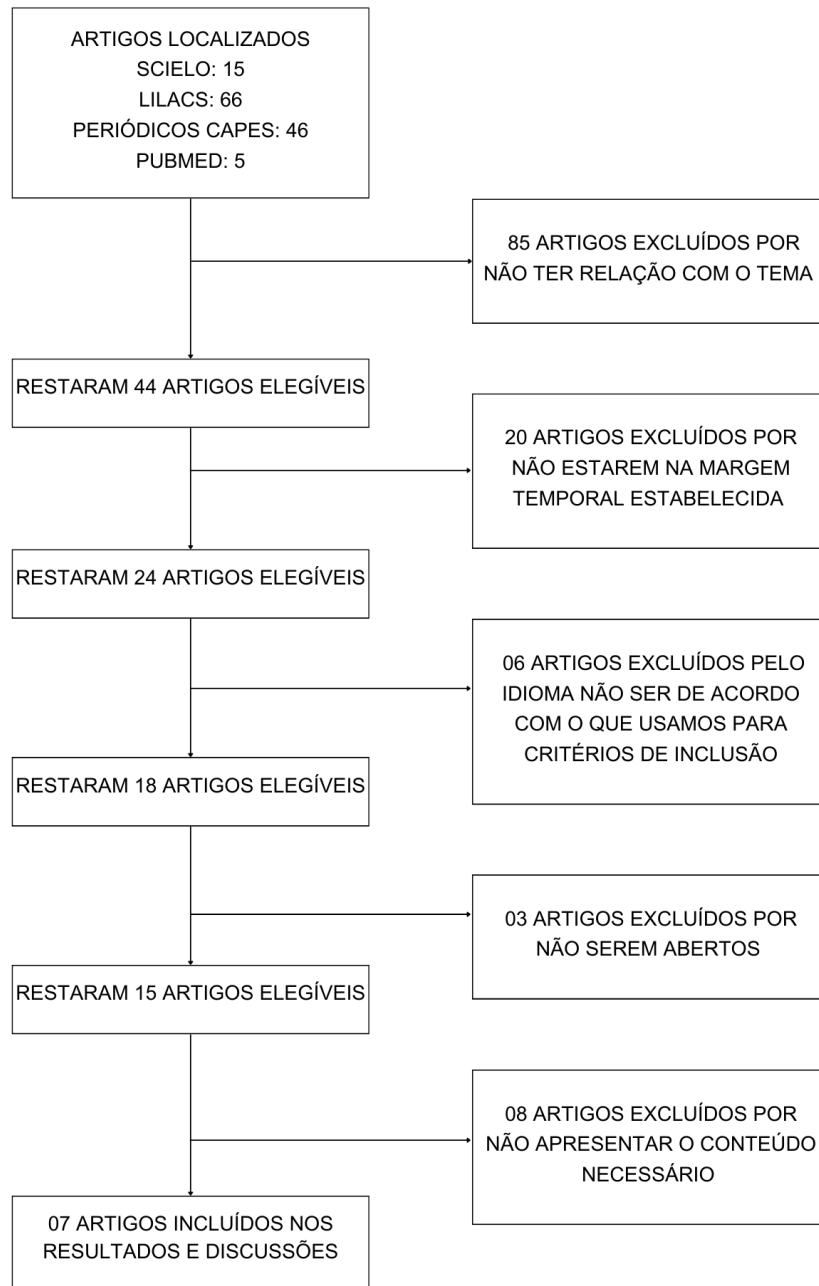 ARTIGOS LOCALIZADOS
SCIELO: 15
LILACS: 66
PERIÓDICOS CAPES: 46
PUBMED: 5
85 ARTIGOS EXCLUÍDOS POR
NÃO TER RELAÇÃO COM O TEMA
RESTARAM 44 ARTIGOS ELEGÍVEIS
20 ARTIGOS EXCLUÍDOS POR
NÃO ESTAREM NA MARGEM
TEMPORAL ESTABELECIDA
RESTARAM 24 ARTIGOS ELEGÍVEIS
06 ARTIGOS EXCLUÍDOS PELO
IDIOMA NÃO SER DE ACORDO
COM O QUE USAMOS PARA
CRITÉRIOS DE INCLUSÃO
RESTARAM 18 ARTIGOS ELEGÍVEIS
03 ARTIGOS EXCLUÍDOS POR
NÃO SEREM ABERTOS
RESTARAM 15 ARTIGOS ELEGÍVEIS
08 ARTIGOS EXCLUÍDOS POR
NÃO APRESENTAR O CONTEÚDO
NECESSÁRIO
07 ARTIGOS INCLUÍDOS NOS
RESULTADOS E DISCUSSÕES